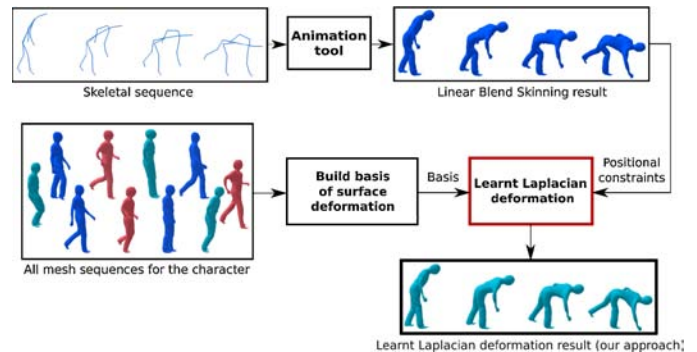 Animation
tool
Skeletal sequence
Linear Blend Skinning result
Build basis
of surface
deformation
Basis
Learnt Laplacian
deformation
Positional
constraints
All mesh sequences for the character
Learnt Laplacian deformation result (our approach)